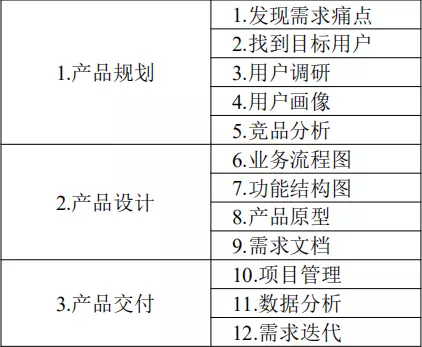 1.产品规划
1.发现需求痛点
2.找到目标用户
3.用户调研
4.用户画像
5.竞品分析
2.产品设计
6.业务流程图
7.功能结构图
8.产品原型
9.需求文档
3.产品交付
10.项目管理
11.数据分析
12.需求迭代